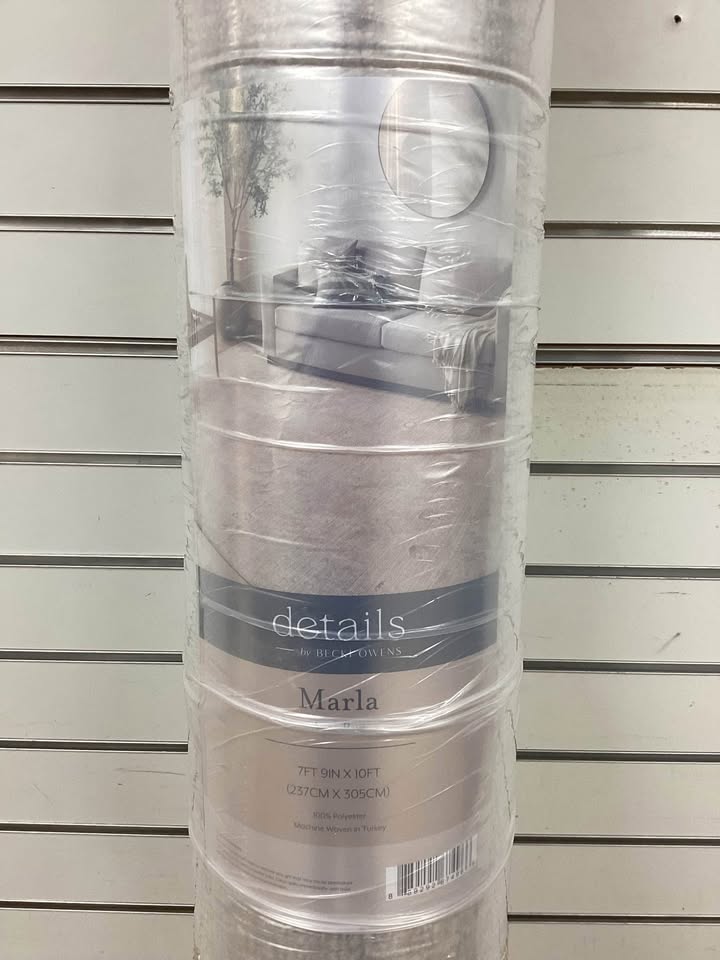 details
by BECKI OWENS
Marla
7FT 9IN X 10FT
(237CM X 305CM)
100% Polyester
Machine Woven in Turkey